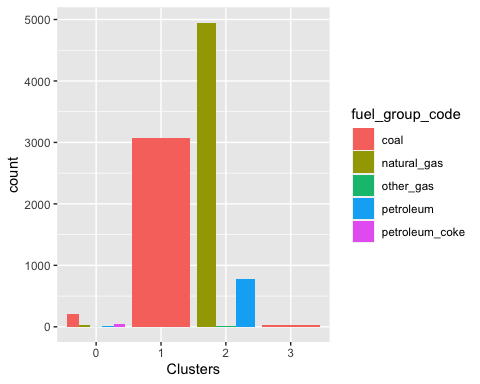 5000
4000
3000
2000
1000
0
count
0 1 2 3
Clusters
fuel_group_code
coal
natural_gas
other_gas
petroleum
petroleum_coke